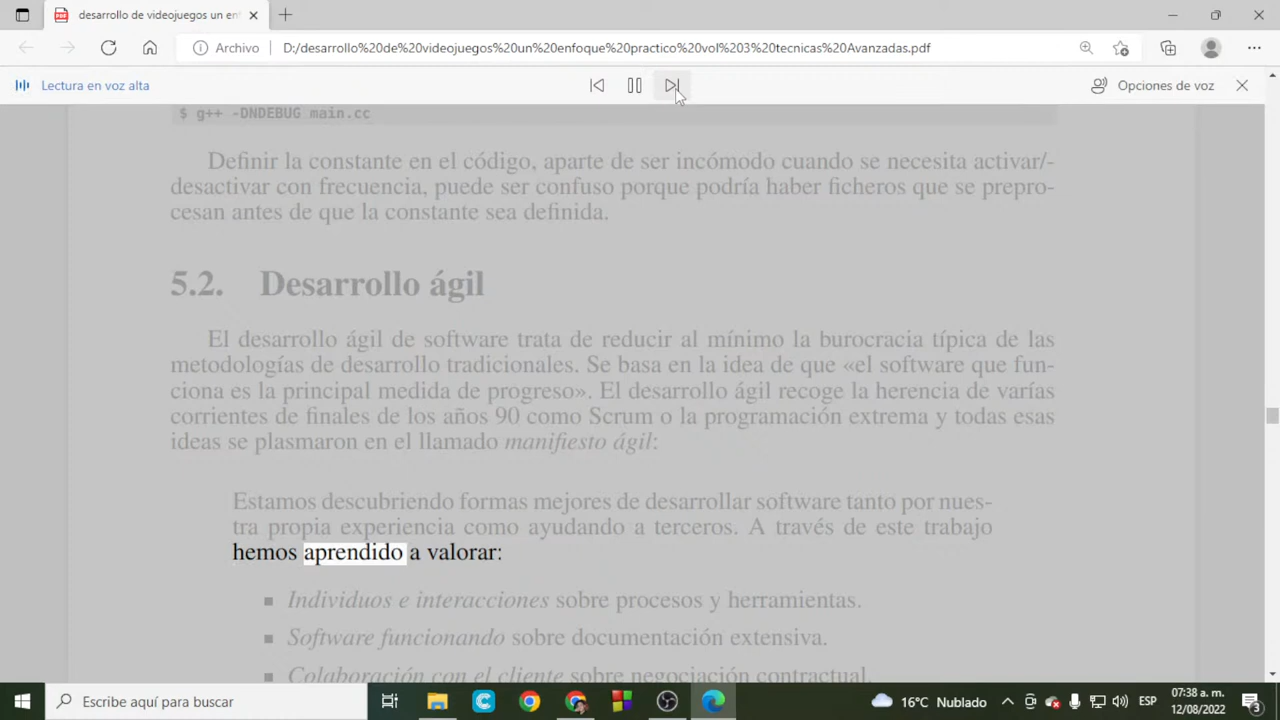 desarrollo de videojuegos un en
Archivo
D:/desarrollo%20de%20videojuegos%20un%20enfoque%20practico%20vol%203%20tecnicas%20Avanzadas.pdf
Lectura en voz alta
Opciones de voz
$ g++ -DNDEBUG main.cc
Definir la constante en el código, aparte de ser incómodo cuando se necesita activar/-
desactivar con frecuencia, puede ser confuso porque podría haber ficheros que se prepro-
cesan antes de que la constante sea definida.
5.2. Desarrollo ágil
El desarrollo ágil de software trata de reducir al mínimo la burocracia típica de las
metodologías de desarrollo tradicionales. Se basa en la idea de que «el software que fun-
ciona es la principal medida de progreso». El desarrollo ágil recoge la herencia de varías
corrientes de finales de los años 90 como Scrum o la programación extrema y todas esas
ideas se plasmaron en el llamado manifiesto ágil:
Estamos descubriendo formas mejores de desarrollar software tanto por nues-
tra propia experiencia como ayudando a terceros. A través de este trabajo
hemos aprendido a valorar:
▪ Individuos e interacciones sobre procesos y herramientas.
▪ Software funcionando sobre documentación extensiva.
▪ Colaboración con el cliente sobre negociación contractual.
Escribe aquí para buscar
16°C Nublado
ESP
07:38 a. m.
12/08/2022
3